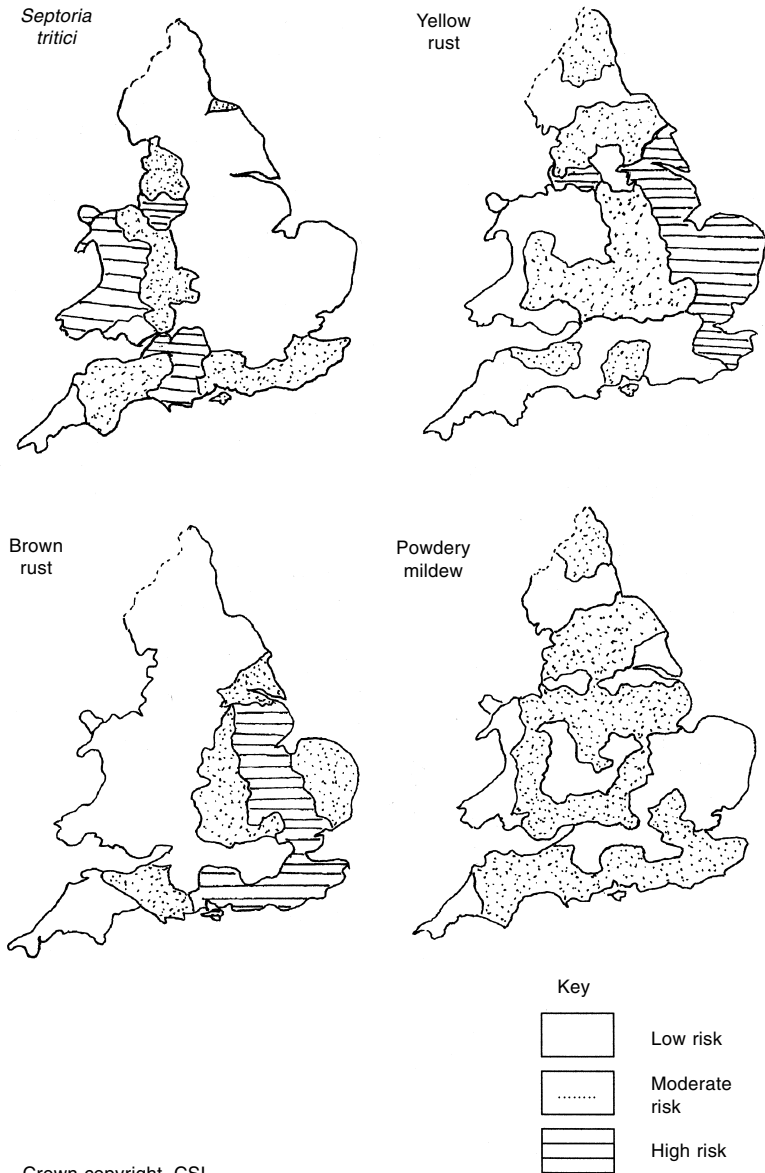 Septoria
tritici
Yellow
rust
Brown
rust
Powdery
mildew
Key
Low risk
Moderate
risk
High risk
Crown copyright, CSL